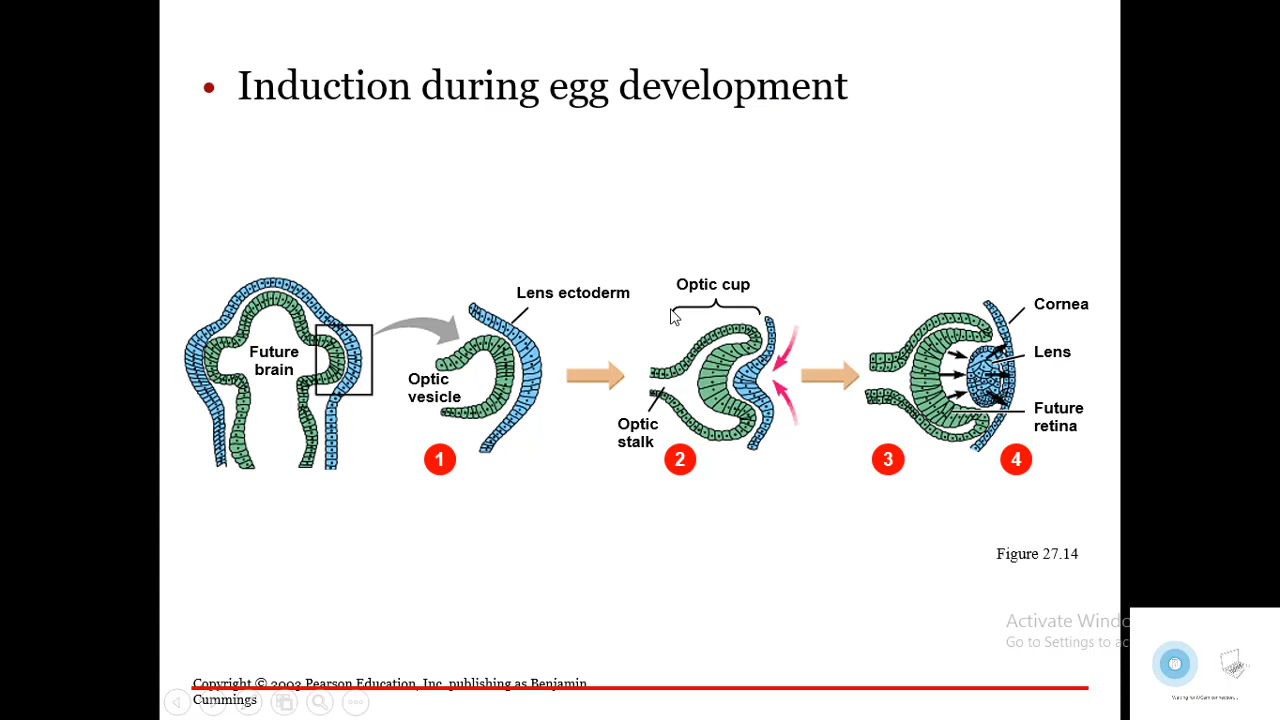 • Induction during egg development
Optic cup
Lens ectoderm
Cornea
Future
brain
Lens
Optic
vesicle
Future
retina
Optic
stalk
1
2
3
4
Figure 27.14
Activate Windo
Go to Settings to ac
Copyright © 2003 Pearson Education, Inc. publishing as Benjamin
Cummings